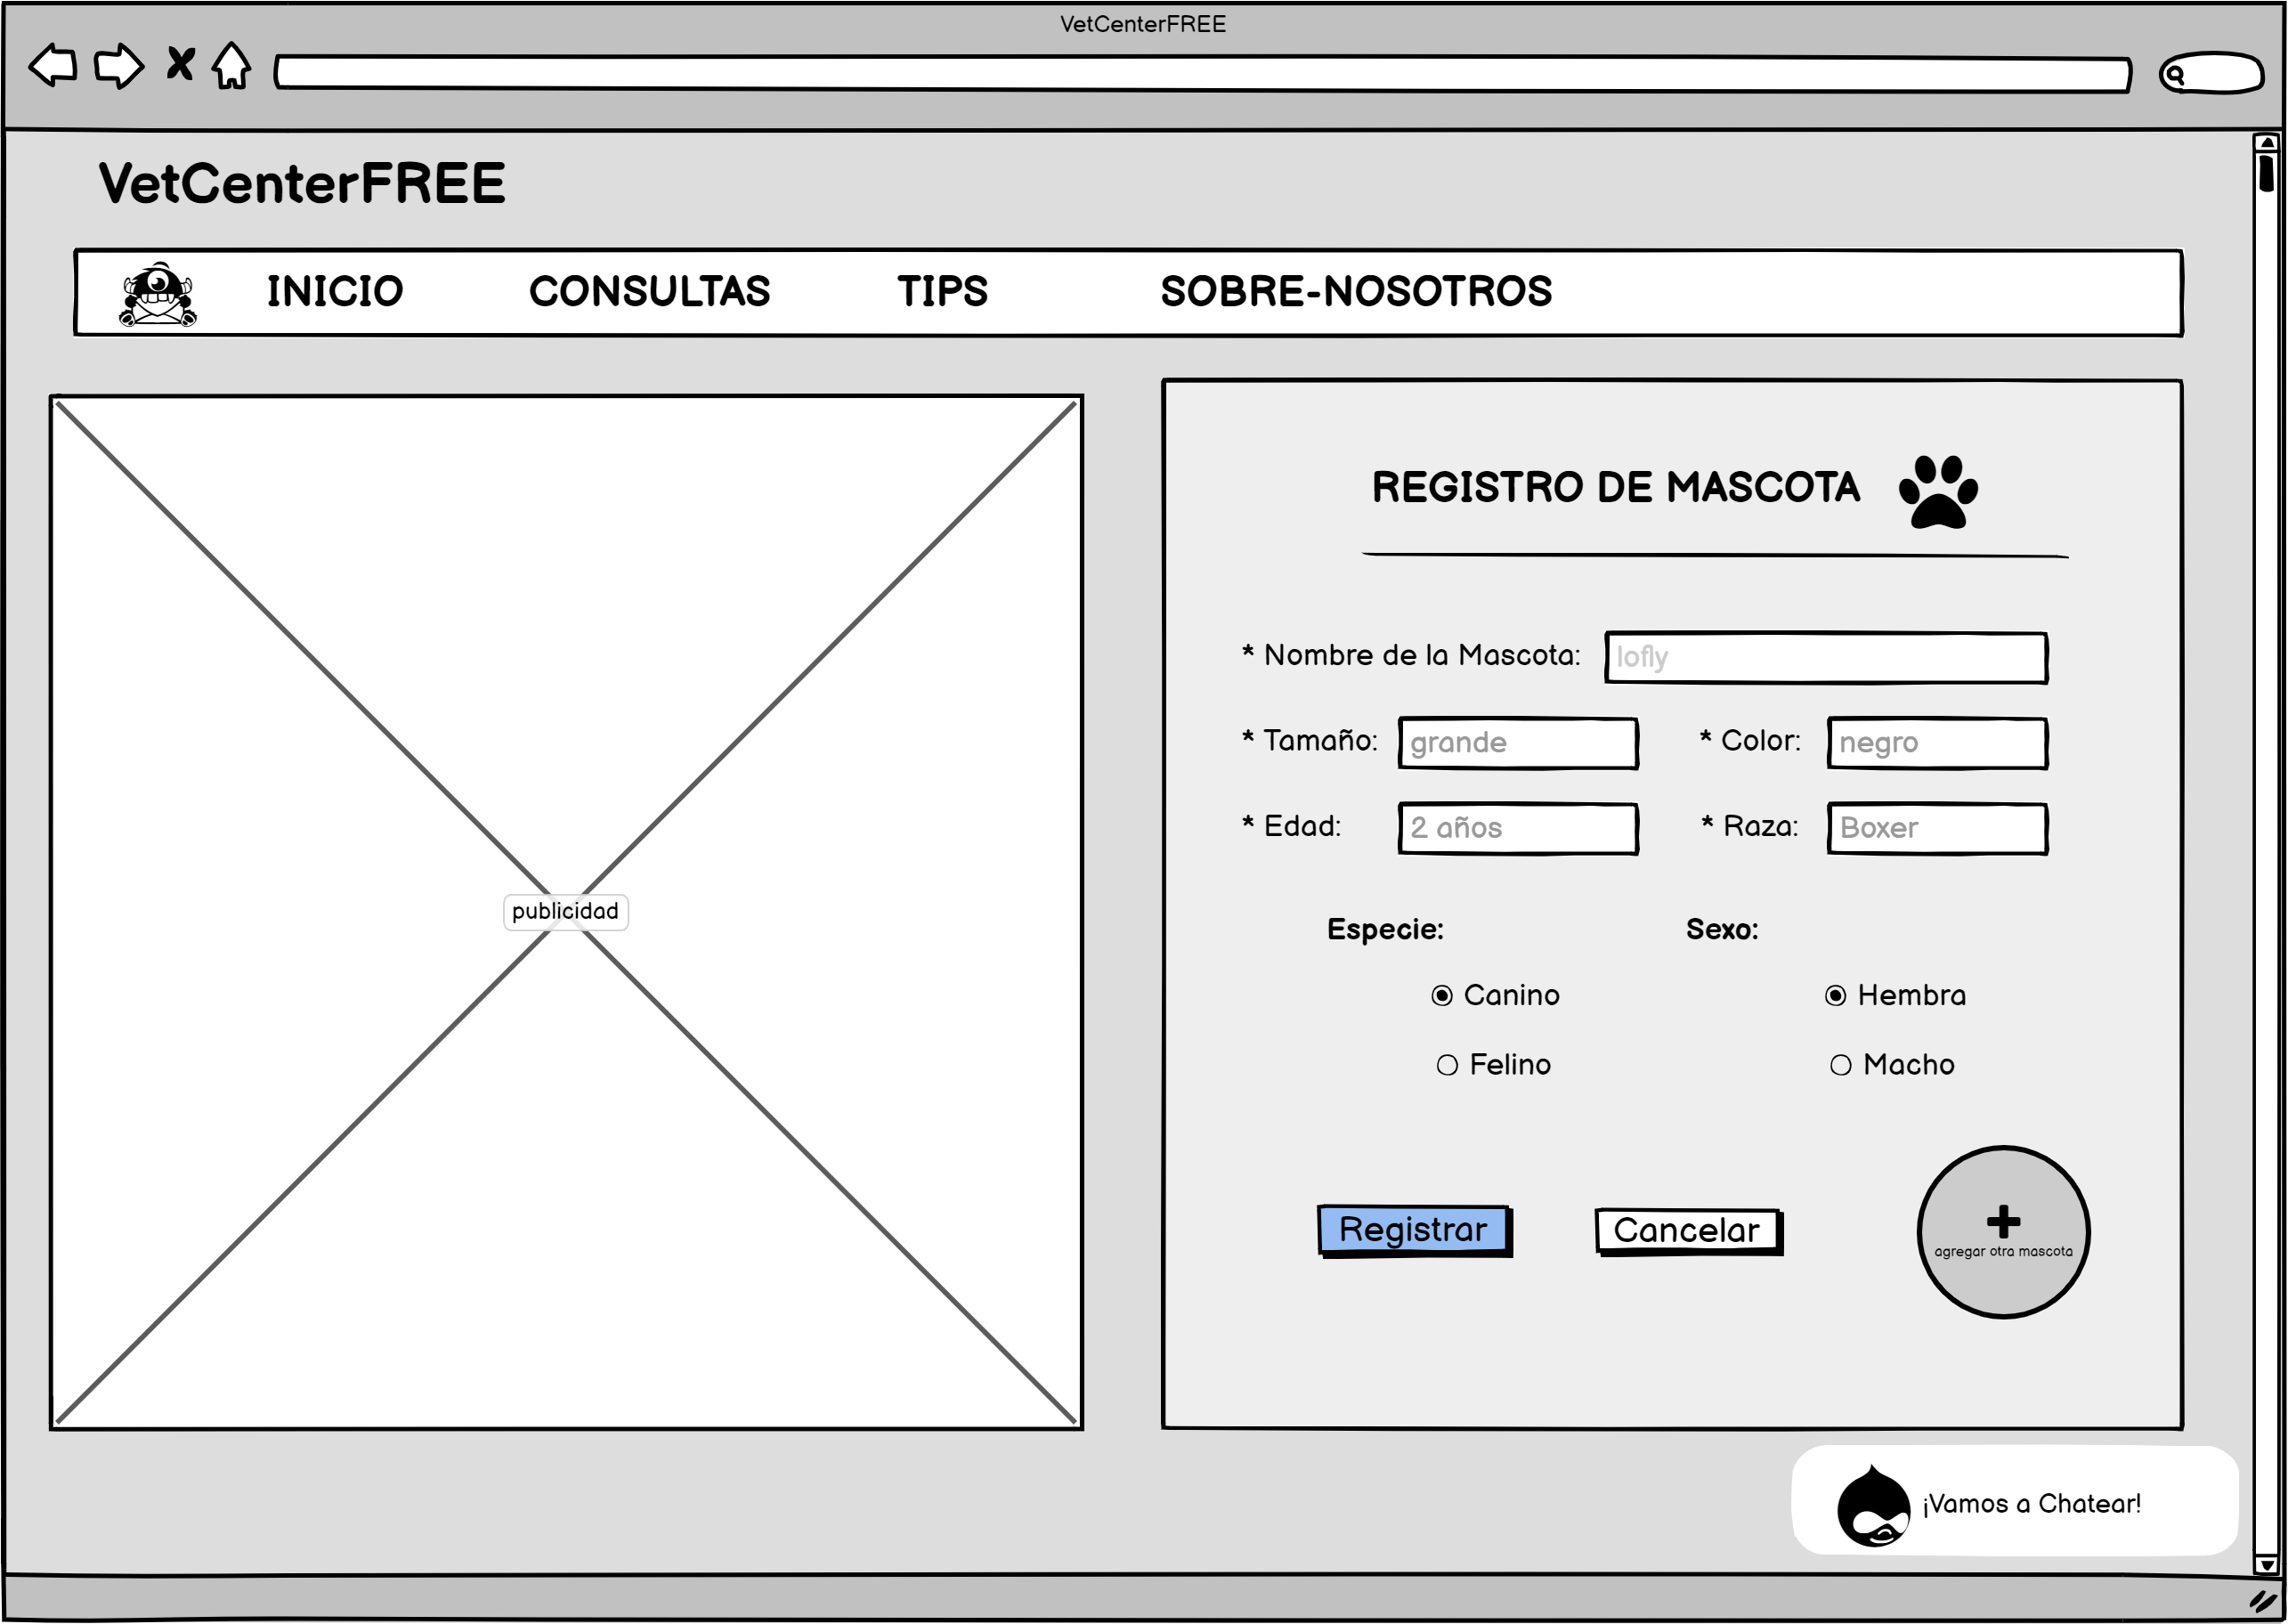 VetCenterFREE
VetCenterFREE
INICIO CONSULTAS TIPS SOBRE-NOSOTROS
REGISTRO DE MASCOTA
* Nombre de la Mascota: lofly
* Tamaño: grande * Color: negro
* Edad: 2 años * Raza: Boxer
publicidad
Especie: Sexo:
Canino Hembra
Felino Macho
Registrar Cancelar
agregar otra mascota
¡Vamos a Chatear!